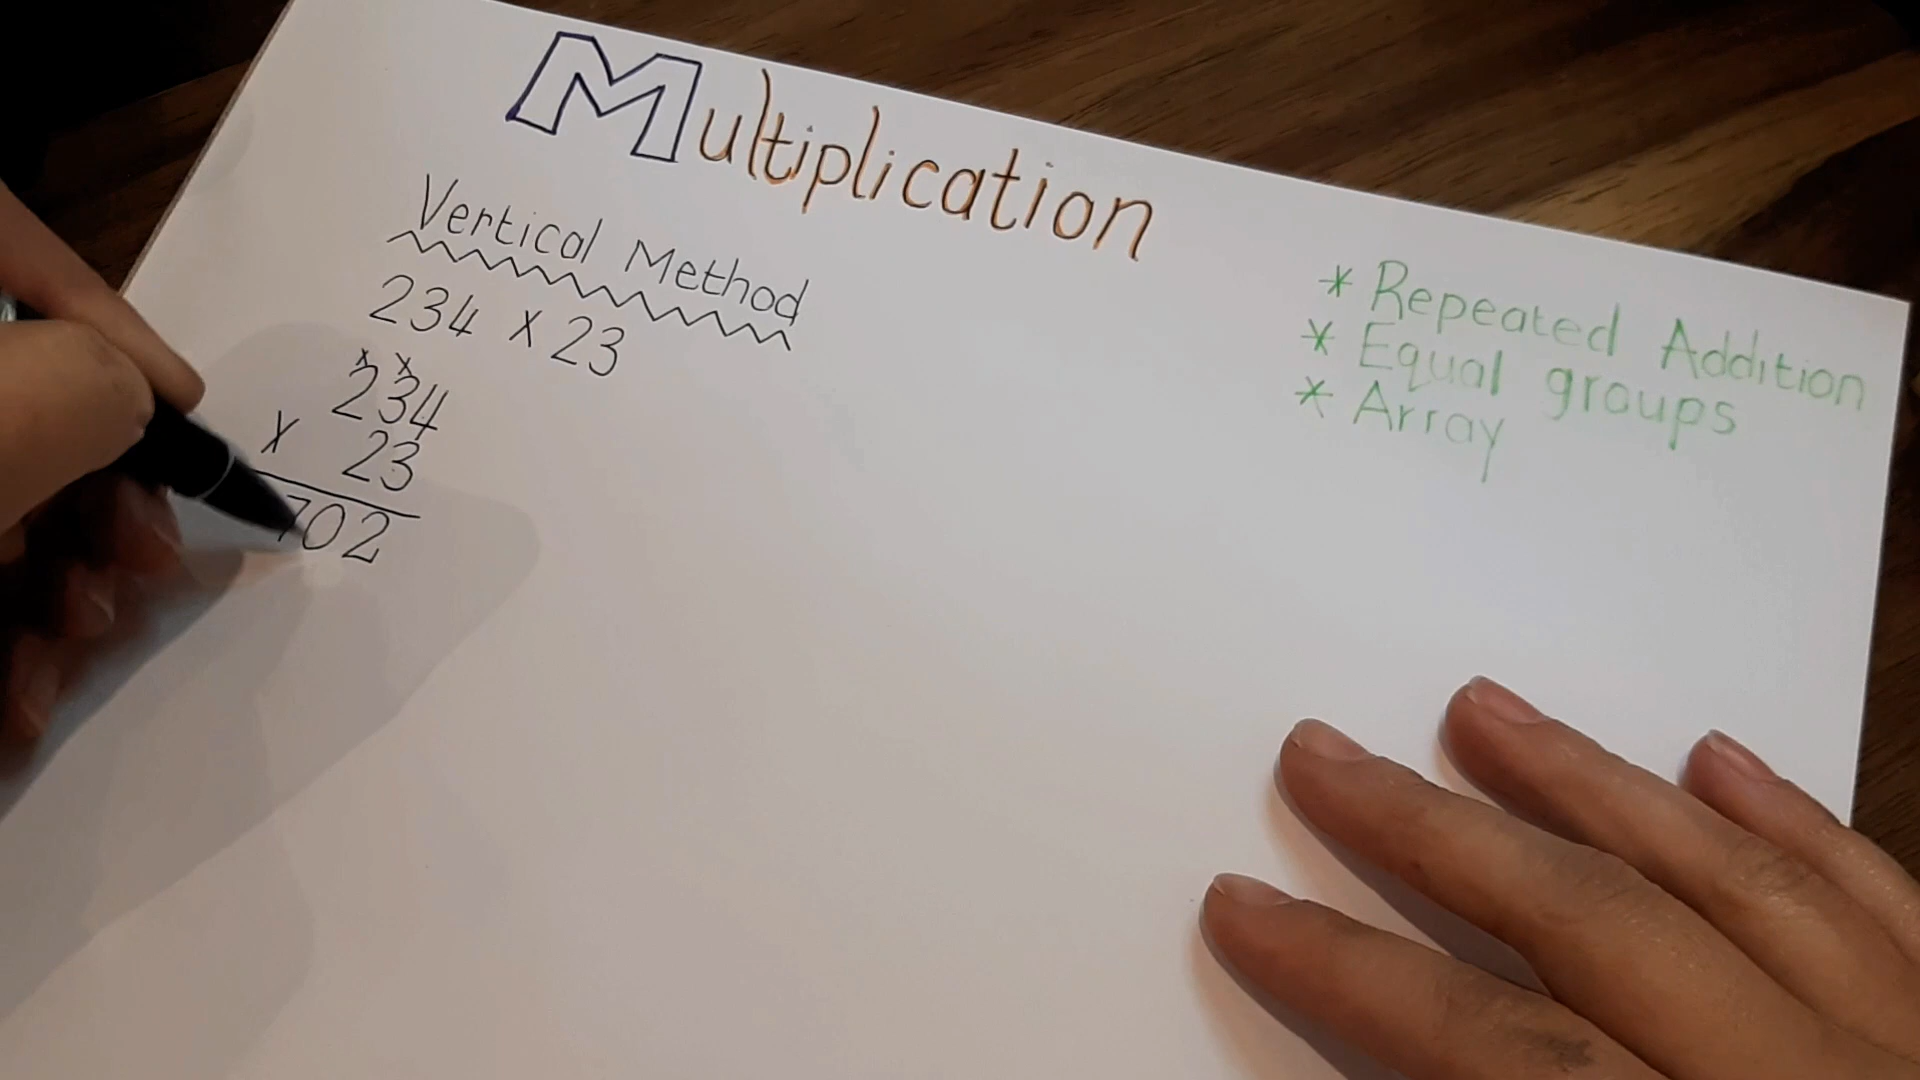 Multiplication
Vertical Method
234 x 23
234
x 23
702
* Repeated Addition
* Equal groups
* Array